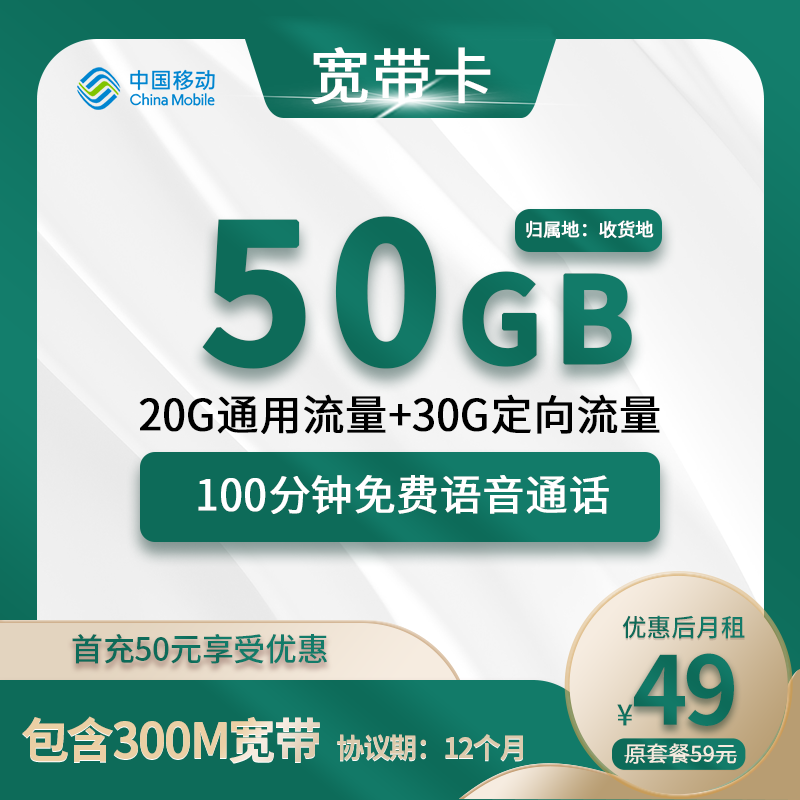 中国移动
China Mobile
宽带卡
归属地：收货地
50GB
20G通用流量+30G定向流量
100分钟免费语音通话
首充50元享受优惠
优惠后月租
¥49
原套餐59元
包含300M宽带 协议期：12个月